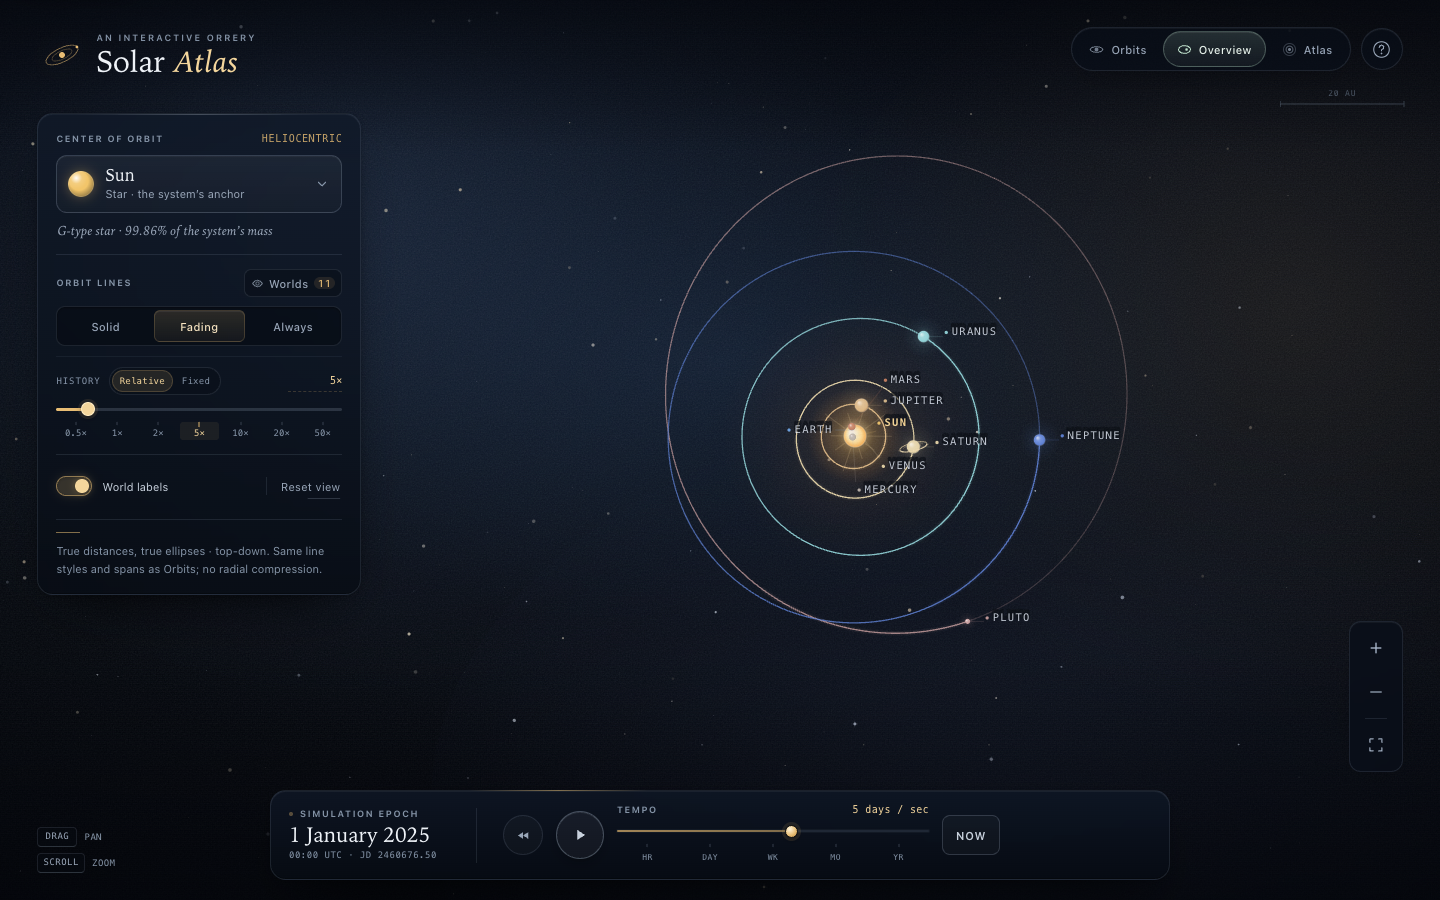 AN INTERACTIVE ORRERY
Solar Atlas
Orbits
Overview
Atlas
?
20 AU
CENTER OF ORBIT
HELIOCENTRIC
Sun
Star · the system's anchor
G-type star · 99.86% of the system's mass
ORBIT LINES
Worlds 11
Solid
Fading
Always
HISTORY
Relative
Fixed
5×
0.5×
1×
2×
5×
10×
20×
50×
World labels
Reset view
True distances, true ellipses · top-down. Same line
styles and spans as Orbits; no radial compression.
URANUS
MARS
JUPITER
SUN
EARTH
SATURN
NEPTUNE
VENUS
MERCURY
PLUTO
SIMULATION EPOCH
1 January 2025
00:00 UTC · JD 2460676.50
TEMPO
5 days / sec
HR
DAY
WK
MO
YR
NOW
DRAG PAN
SCROLL ZOOM